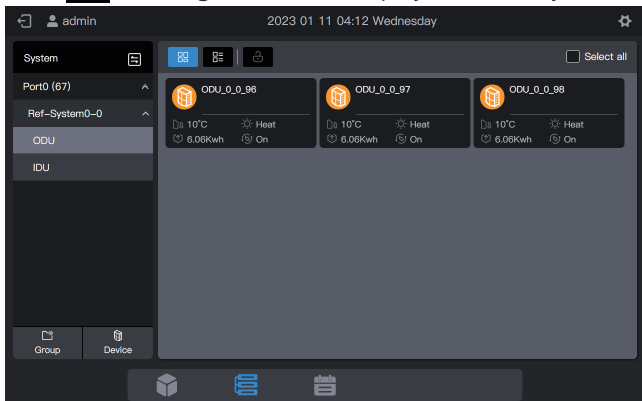 admin
2023 01 11 04:12 Wednesday
System
Select all
Port0 (67)
Ref-System0-0
ODU
IDU
ODU_0_0_96
10°C
Heat
6.06Kwh
On
ODU_0_0_97
10°C
Heat
6.06Kwh
On
ODU_0_0_98
10°C
Heat
6.06Kwh
On
Group
Device